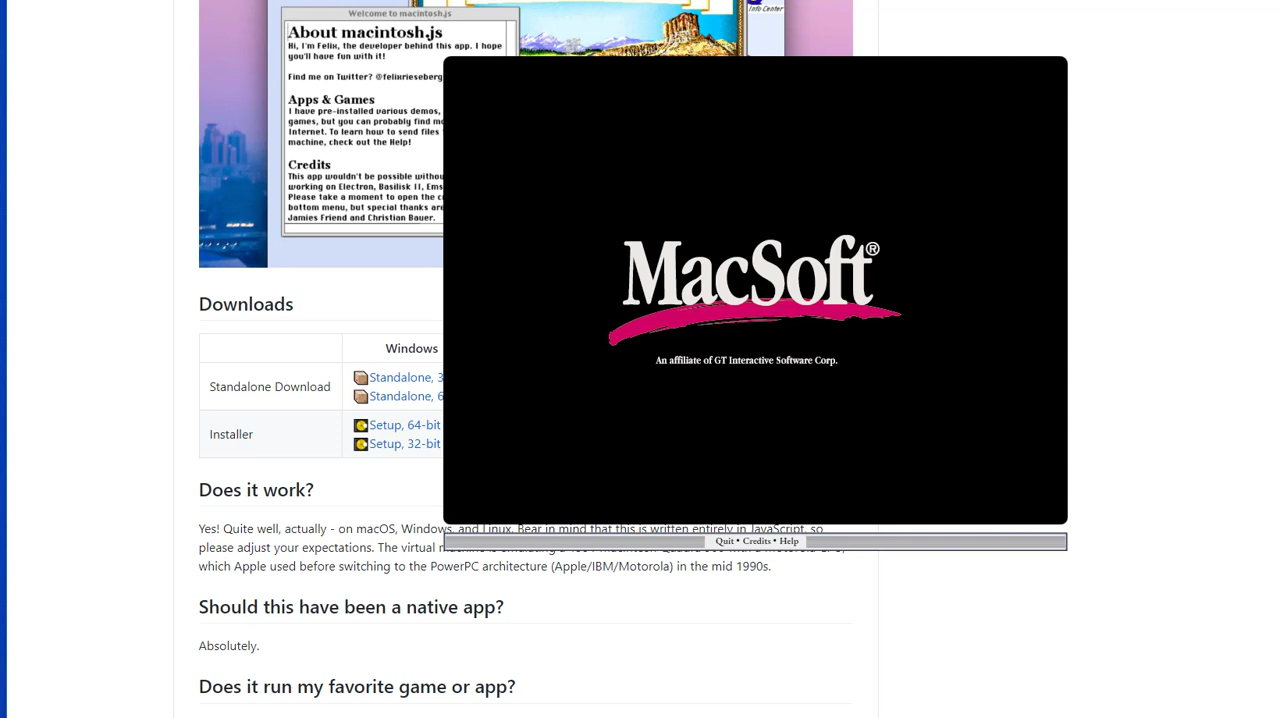 Welcome to macintosh.js
Info Center
About macintosh.js
Hi, I'm Felix, the developer behind this app. I hope
you'll have fun with it!
Find me on Twitter? @felixrieseberg
Apps & Games
I have pre-installed various demos,
games, but you can probably find mo
Internet. To learn how to send files
machine, check out the Help!
Credits
This app wouldn't be possible withou
working on Electron, Basilisk II, Ems
Please take a moment to open the c
bottom menu, but special thanks are
Jamies Friend and Christian Bauer.
MacSoft®
An affiliate of GT Interactive Software Corp.
Quit • Credits • Help
Downloads
Windows
Standalone Download
Standalone, 3
Standalone, 6
Installer
Setup, 64-bit
Setup, 32-bit
Does it work?
Yes! Quite well, actually - on macOS, Windows, and Linux. Bear in mind that this is written entirely in JavaScript, so
please adjust your expectations. The virtual machine is emulating a
which Apple used before switching to the PowerPC architecture (Apple/IBM/Motorola) in the mid 1990s.
Should this have been a native app?
Absolutely.
Does it run my favorite game or app?